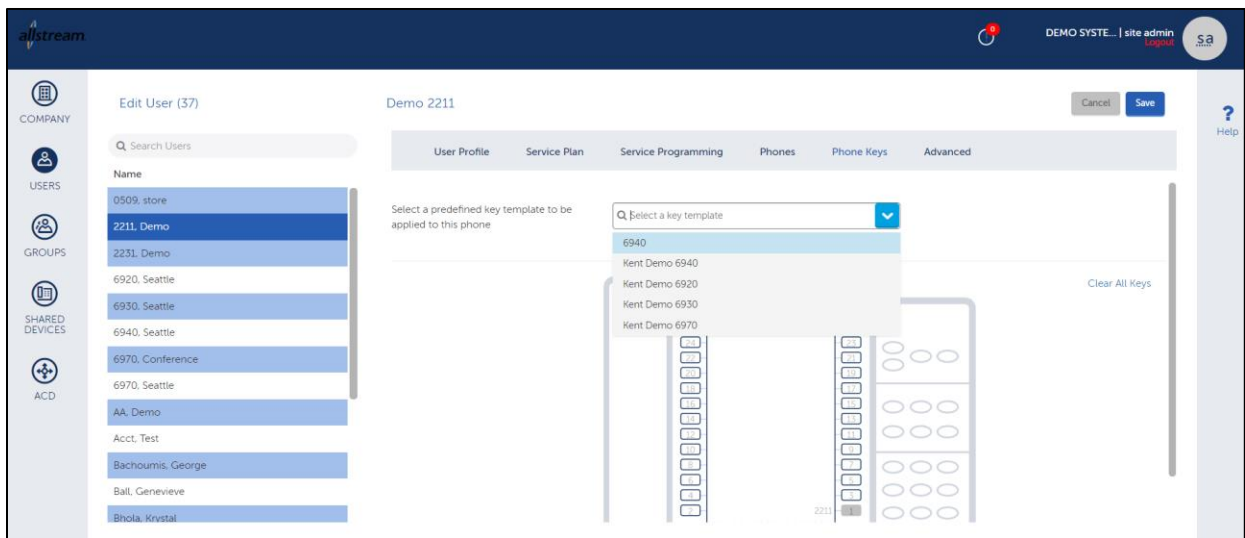 allstream
0
DEMO SYSTE... | site admin
Logout
sa
COMPANY
USERS
GROUPS
SHARED
DEVICES
ACD
Edit User (37)
Search Users
Name
0509, store
2211, Demo
2231, Demo
6920, Seattle
6930, Seattle
6940, Seattle
6970, Conference
6970, Seattle
AA, Demo
Acct, Test
Bachoumis, George
Ball, Genevieve
Bhola, Krystal
Demo 2211
Cancel
Save
User Profile Service Plan Service Programming Phones Phone Keys Advanced
Select a predefined key template to be
applied to this phone
Select a key template
6940
Kent Demo 6940
Kent Demo 6920
Kent Demo 6930
Kent Demo 6970
Clear All Keys
24 23
22 21
20 19
18 17
16 15
14 13
12 11
10 9
8 7
6 5
4 3
2 2211 1
?
Help